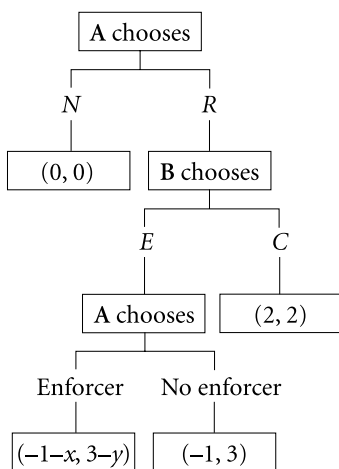 A chooses
N R
(0, 0) B chooses
E C
A chooses (2, 2)
Enforcer No enforcer
(−1−x, 3−y) (−1, 3)